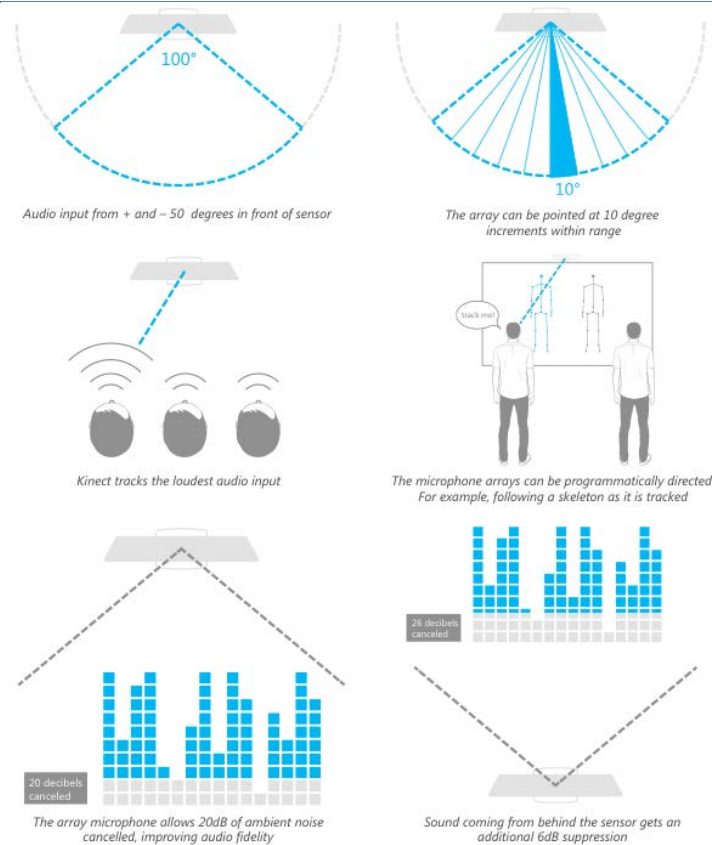 100°
Audio input from + and – 50 degrees in front of sensor
10°
The array can be pointed at 10 degree
increments within range
Kinect tracks the loudest audio input
track me!
The microphone arrays can be programmatically directed
For example, following a skeleton as it is tracked
20 decibels
canceled
The array microphone allows 20dB of ambient noise
cancelled, improving audio fidelity
26 decibels
canceled
Sound coming from behind the sensor gets an
additional 6dB suppression